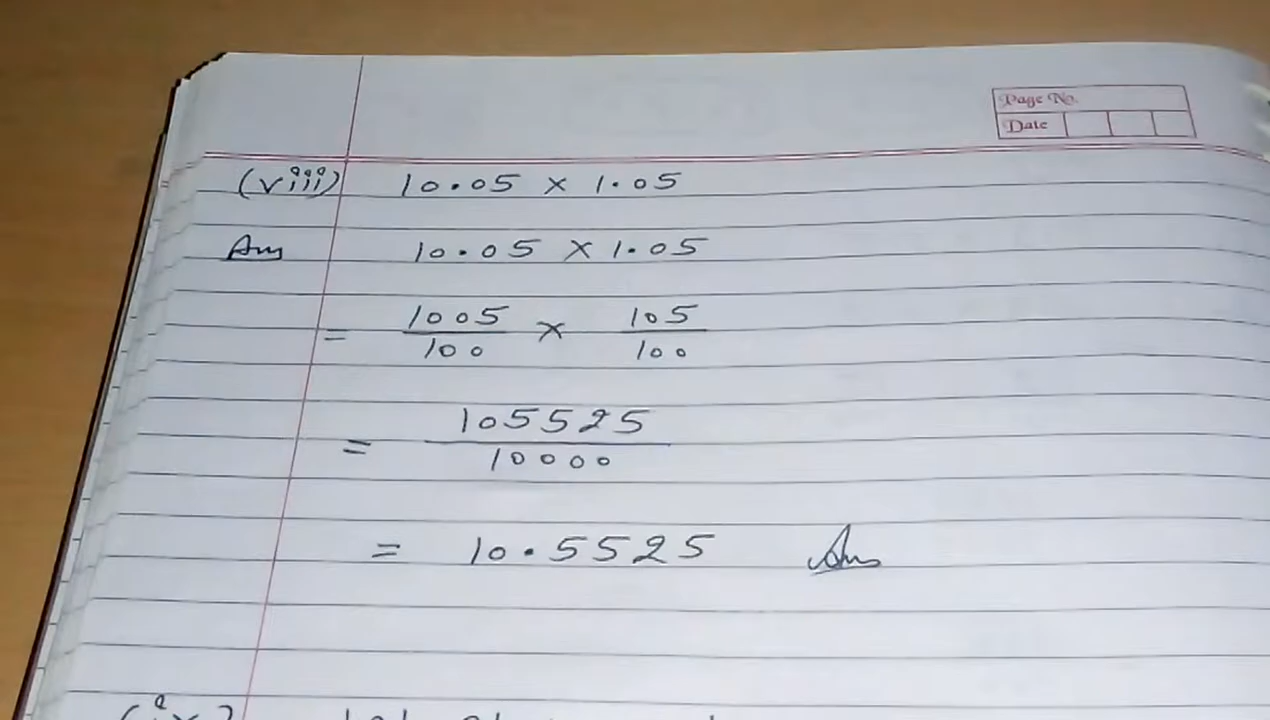 Page No.
Date
(viii) 10.05 × 1.05
Ans 10.05 × 1.05
= 1005/100 × 105/100
= 105525/10000
= 10.5525 Ans
(ix)